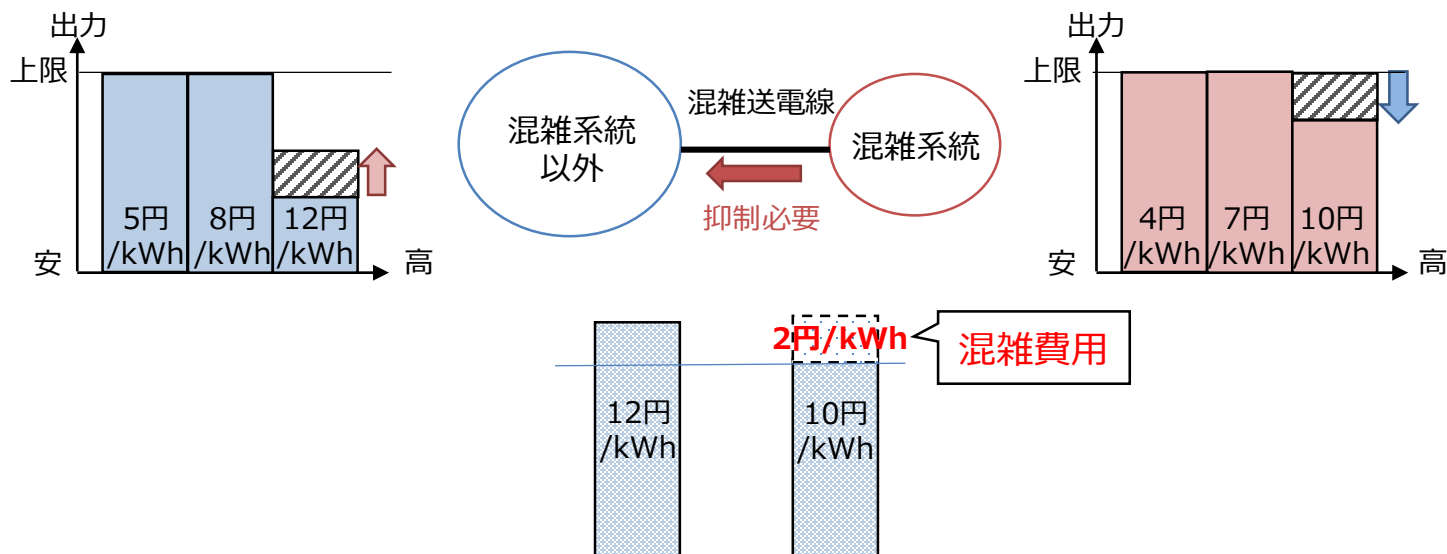 出力
上限
5円
/kWh
8円
/kWh
12円
/kWh
安
高
混雑系統
以外
混雑送電線
抑制必要
混雑系統
出力
上限
4円
/kWh
7円
/kWh
10円
/kWh
安
高
12円
/kWh
2円/kWh
10円
/kWh
混雑費用